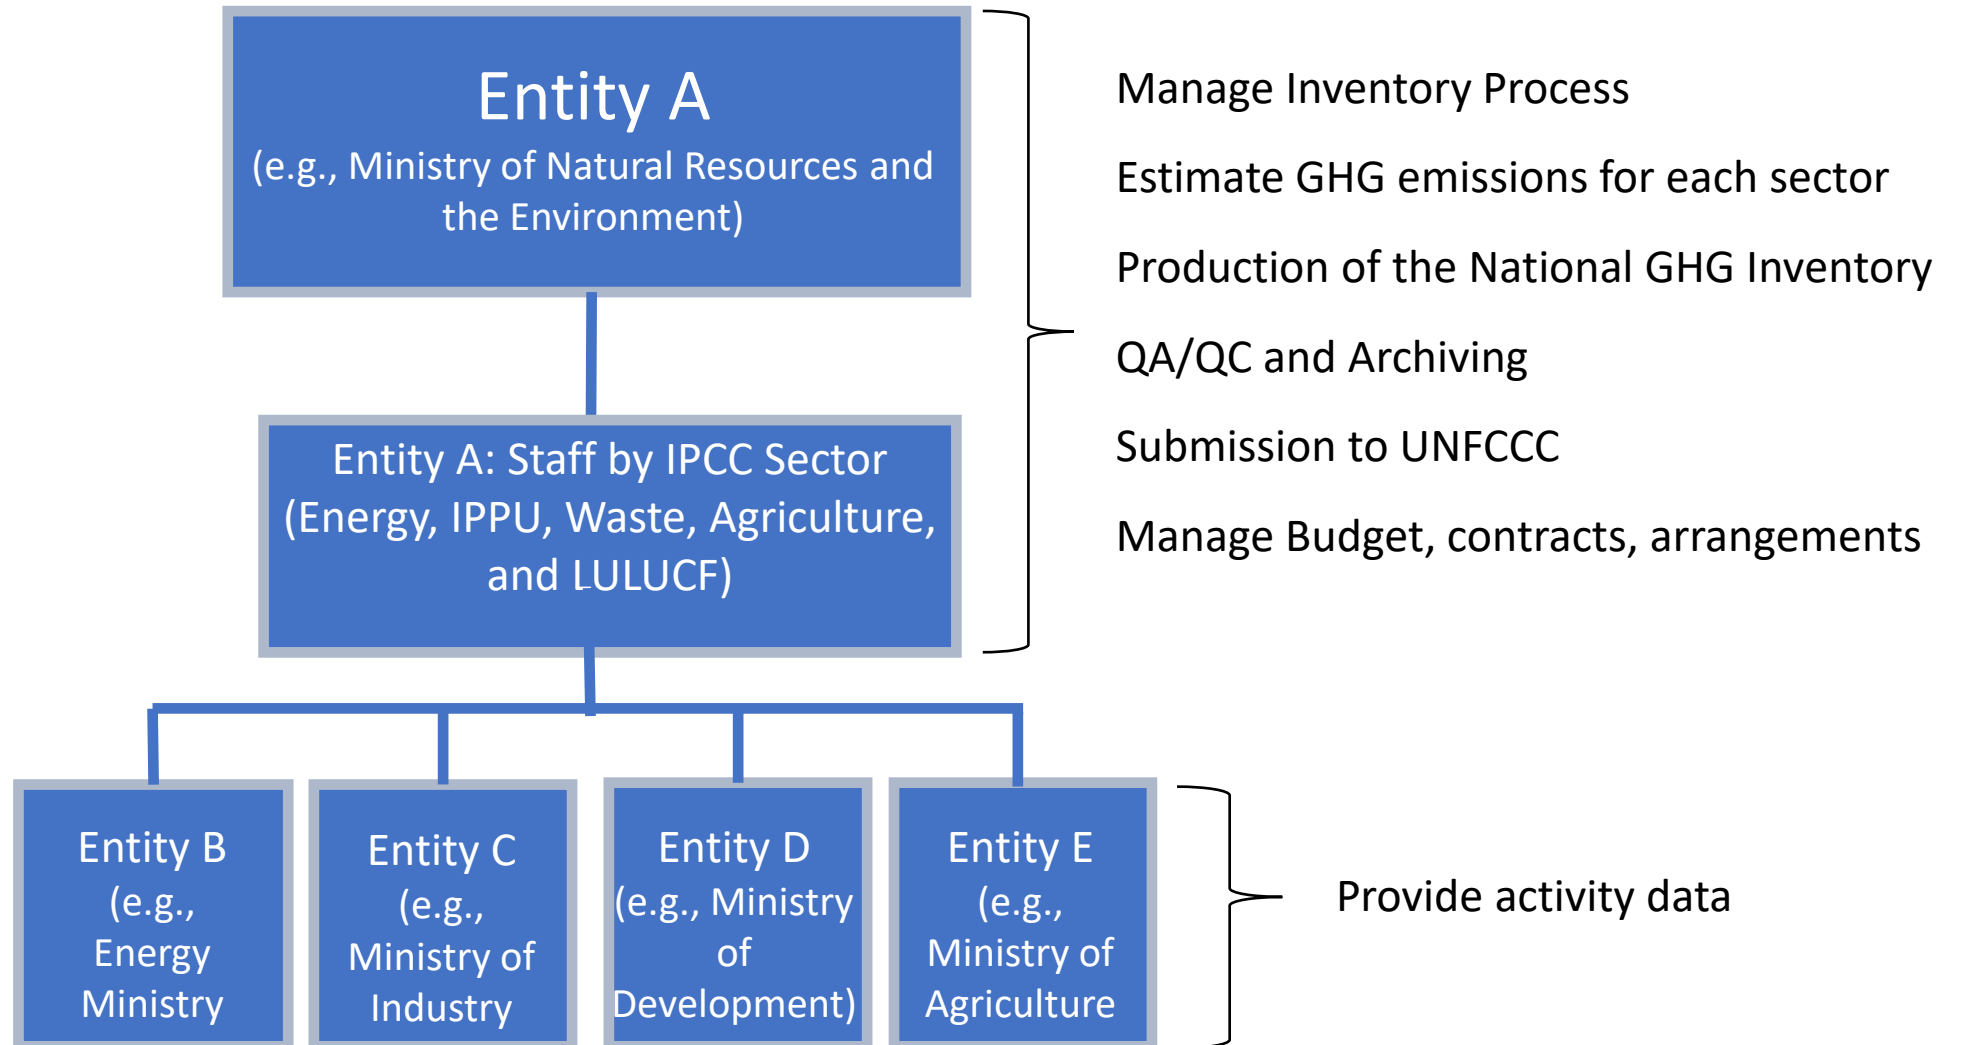 Entity A
(e.g., Ministry of Natural Resources and
the Environment)
Manage Inventory Process
Estimate GHG emissions for each sector
Production of the National GHG Inventory
QA/QC and Archiving
Submission to UNFCCC
Manage Budget, contracts, arrangements
Entity A: Staff by IPCC Sector
(Energy, IPPU, Waste, Agriculture,
and LULUCF)
Entity B
(e.g.,
Energy
Ministry
Entity C
(e.g.,
Ministry of
Industry
Entity D
(e.g., Ministry
of
Development)
Entity E
(e.g.,
Ministry of
Agriculture
Provide activity data